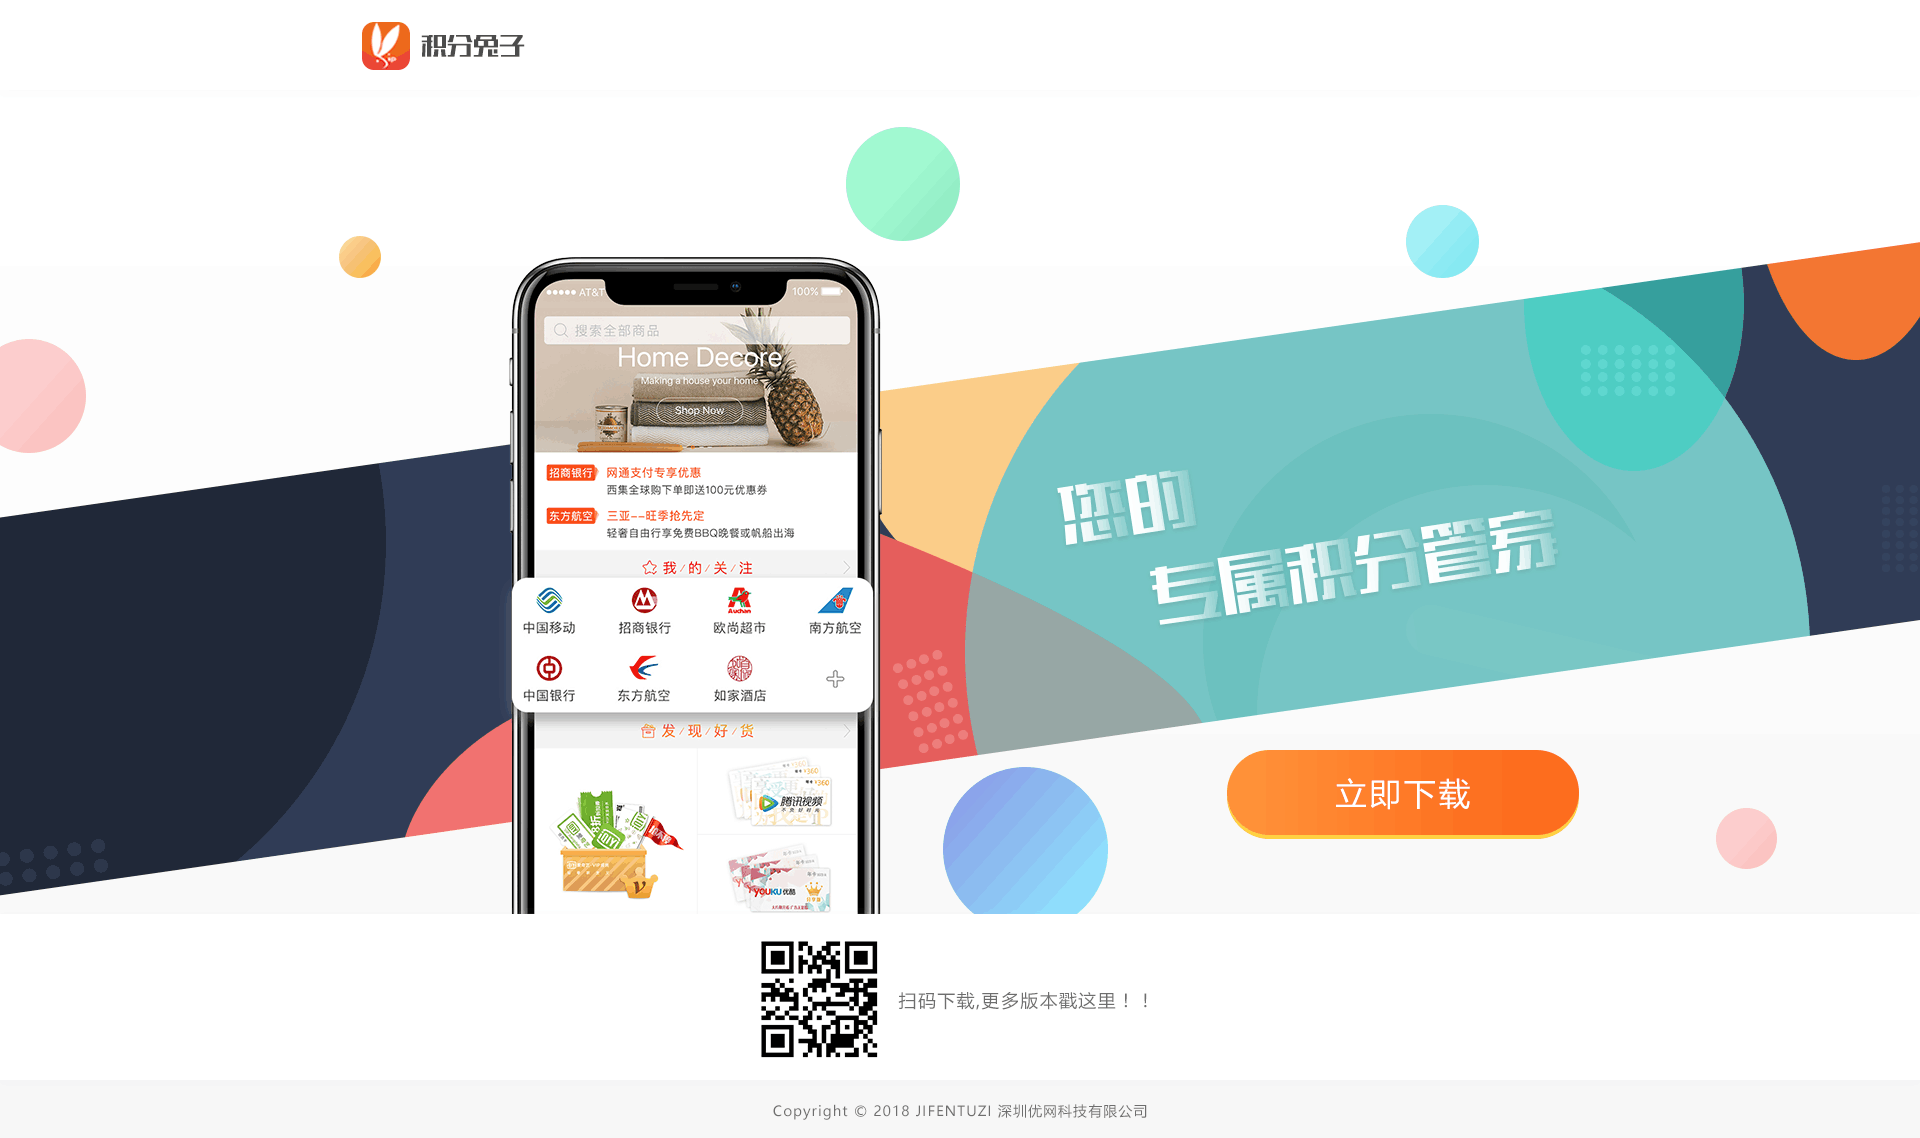 积分兔子
AT&T
100%
搜索全部商品
Home Decore
Making a house your home
Shop Now
招商银行
网通支付专享优惠
西集全球购下单即送100元优惠券
东方航空
三亚--旺季抢先定
轻奢自由行享免费BBQ晚餐或帆船出海
我/的/关/注
中国移动
招商银行
Auchan
欧尚超市
南方航空
中国银行
东方航空
如家酒店
发/现/好/货
腾讯视频
YOUKU优酷
您的
专属积分管家
立即下载
扫码下载,更多版本戳这里！！
Copyright © 2018 JIFENTUZI 深圳优网科技有限公司